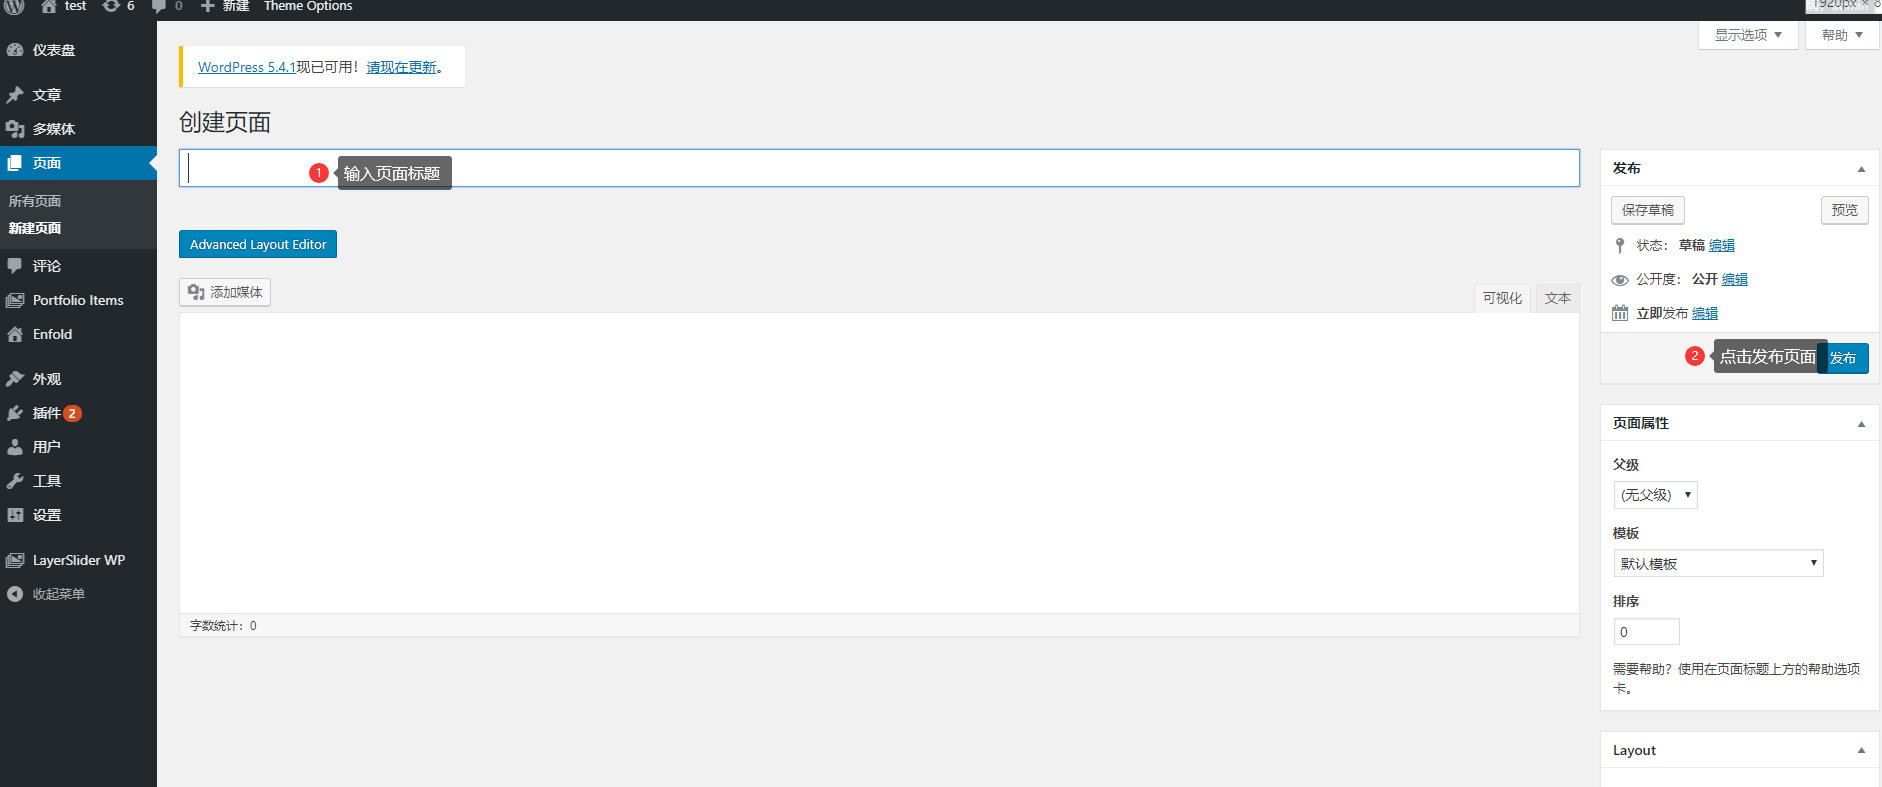 test 6 0 新建 Theme Options
1920px × 8
显示选项 帮助
仪表盘
文章
多媒体
页面
所有页面
新建页面
评论
Portfolio Items
Enfold
外观
插件 2
用户
工具
设置
LayerSlider WP
收起菜单
WordPress 5.4.1现已可用！请现在更新。
创建页面
1 输入页面标题
Advanced Layout Editor
添加媒体
可视化 文本
字数统计：0
发布
保存草稿 预览
状态：草稿 编辑
公开度：公开 编辑
立即发布 编辑
2 点击发布页面 发布
页面属性
父级
(无父级)
模板
默认模板
排序
0
需要帮助？使用在页面标题上方的帮助选项
卡。
Layout